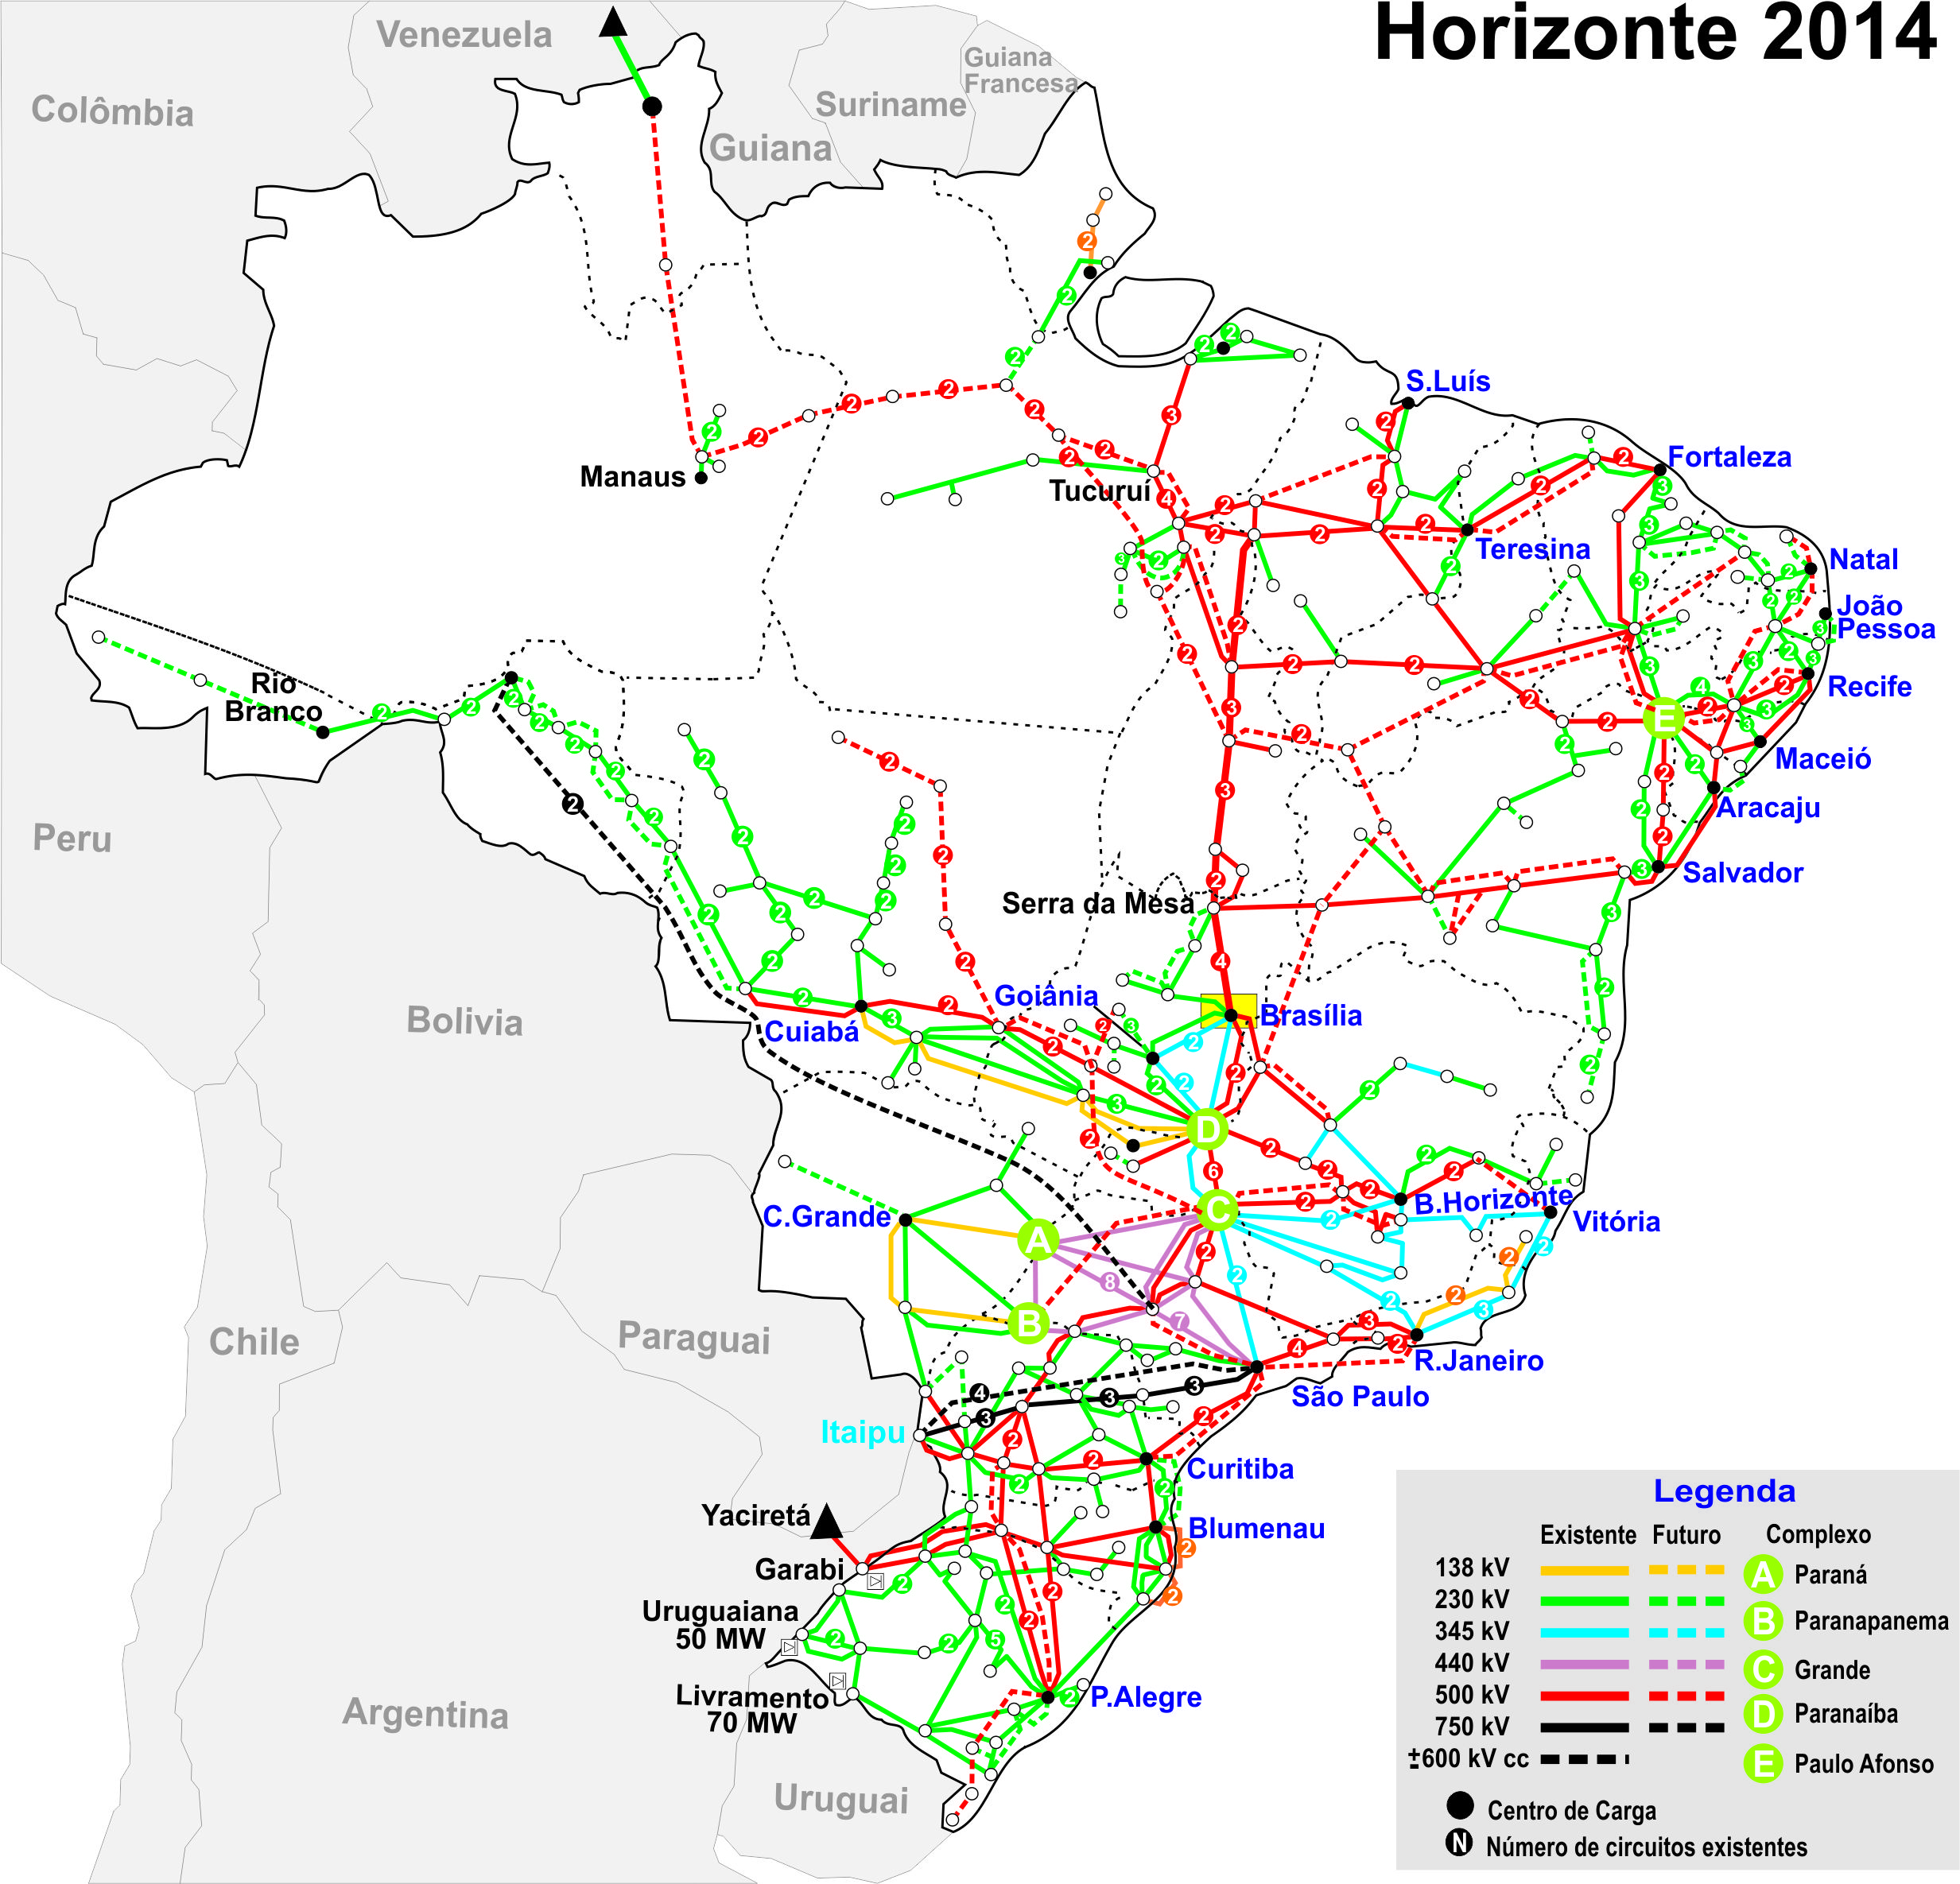 Horizonte 2014
Venezuela
Guiana
Francesa
Colômbia
Suriname
Guiana
S.Luís
Fortaleza
Manaus
Tucuruí
Teresina
Natal
João
Pessoa
Rio
Branco
Recife
E
Maceió
Aracaju
Peru
Salvador
Serra da Mesa
Goiânia
Brasília
Bolivia
Cuiabá
D
C.Grande
C
B.Horizonte
Vitória
A
B
Chile
Paraguai
R.Janeiro
São Paulo
Itaipu
Curitiba
Yaciretá
Blumenau
Garabi
Uruguaiana
50 MW
Livramento
70 MW
P.Alegre
Argentina
Uruguai
Legenda
Existente Futuro Complexo
138 kV A Paraná
230 kV B Paranapanema
345 kV
440 kV C Grande
500 kV D Paranaíba
750 kV
±600 kV cc E Paulo Afonso
Centro de Carga
N Número de circuitos existentes